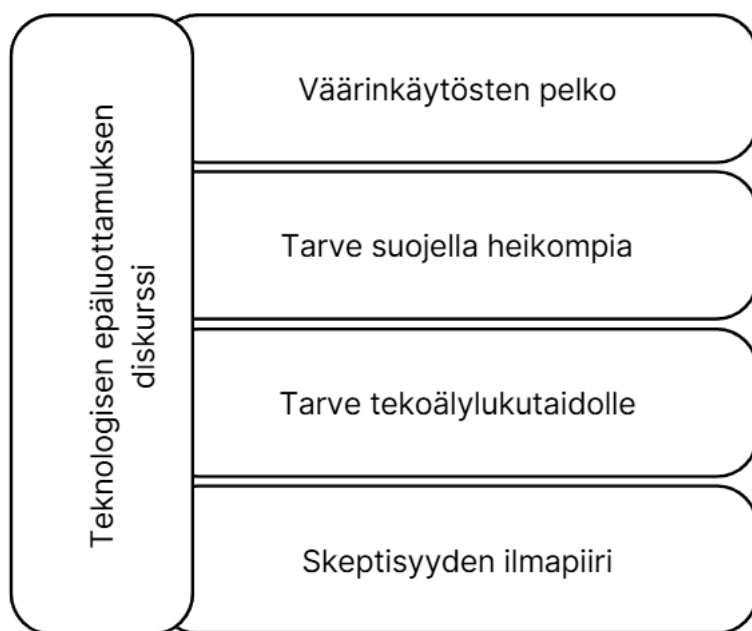 Teknologisen epäluottamuksen
diskurssi
Väärinkäytösten pelko
Tarve suojella heikompia
Tarve tekoälylukutaidolle
Skeptisyyden ilmapiiri